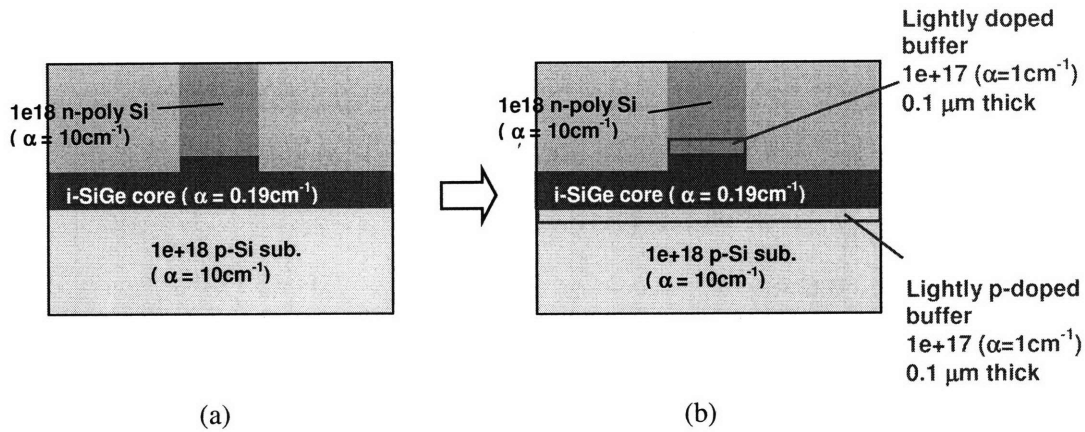 1e18 n-poly Si
( α = 10cm⁻¹)
i-SiGe core ( α = 0.19cm⁻¹)
1e+18 p-Si sub.
( α = 10cm⁻¹)
(a)
1e18 n-poly Si
( α = 10cm⁻¹)
i-SiGe core ( α = 0.19cm⁻¹)
1e+18 p-Si sub.
( α = 10cm⁻¹)
(b)
Lightly doped
buffer
1e+17 (α=1cm⁻¹)
0.1 μm thick
Lightly p-doped
buffer
1e+17 (α=1cm⁻¹)
0.1 μm thick